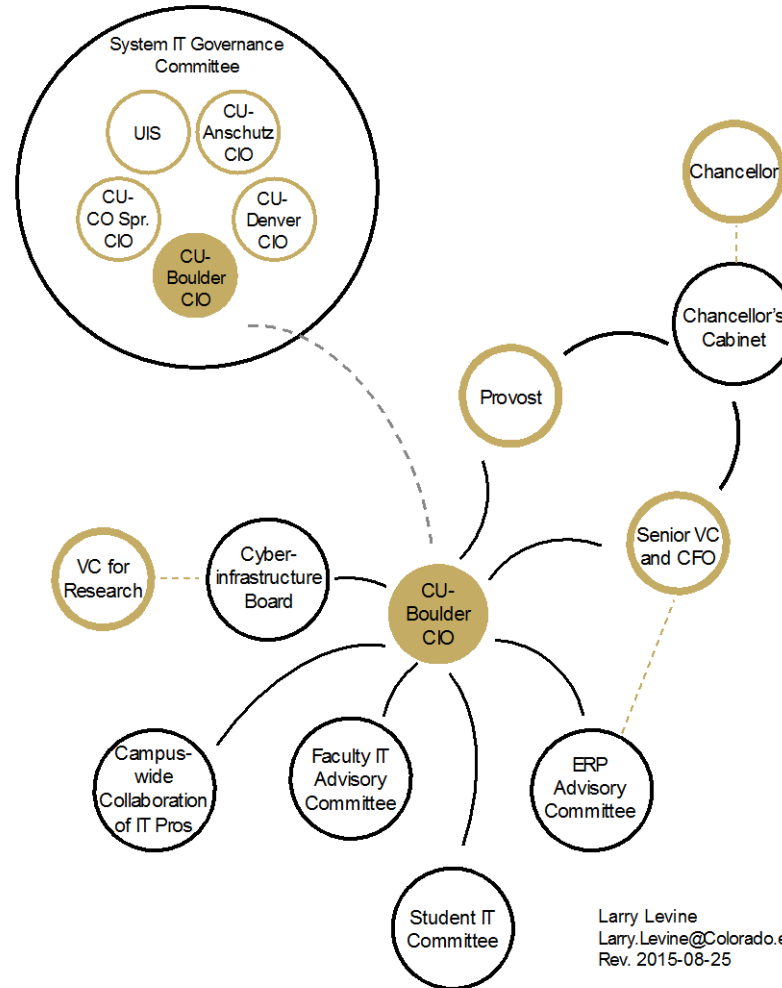 System IT Governance
Committee
UIS
CU-
Anschutz
CIO
CU-
CO Spr.
CIO
CU-
Denver
CIO
CU-
Boulder
CIO
Chancellor
Chancellor's
Cabinet
Provost
Senior VC
and CFO
VC for
Research
Cyber-
infrastructure
Board
CU-
Boulder
CIO
Campus-
wide
Collaboration
of IT Pros
Faculty IT
Advisory
Committee
ERP
Advisory
Committee
Student IT
Committee
Larry Levine
Larry.Levine@Colorado.e
Rev. 2015-08-25